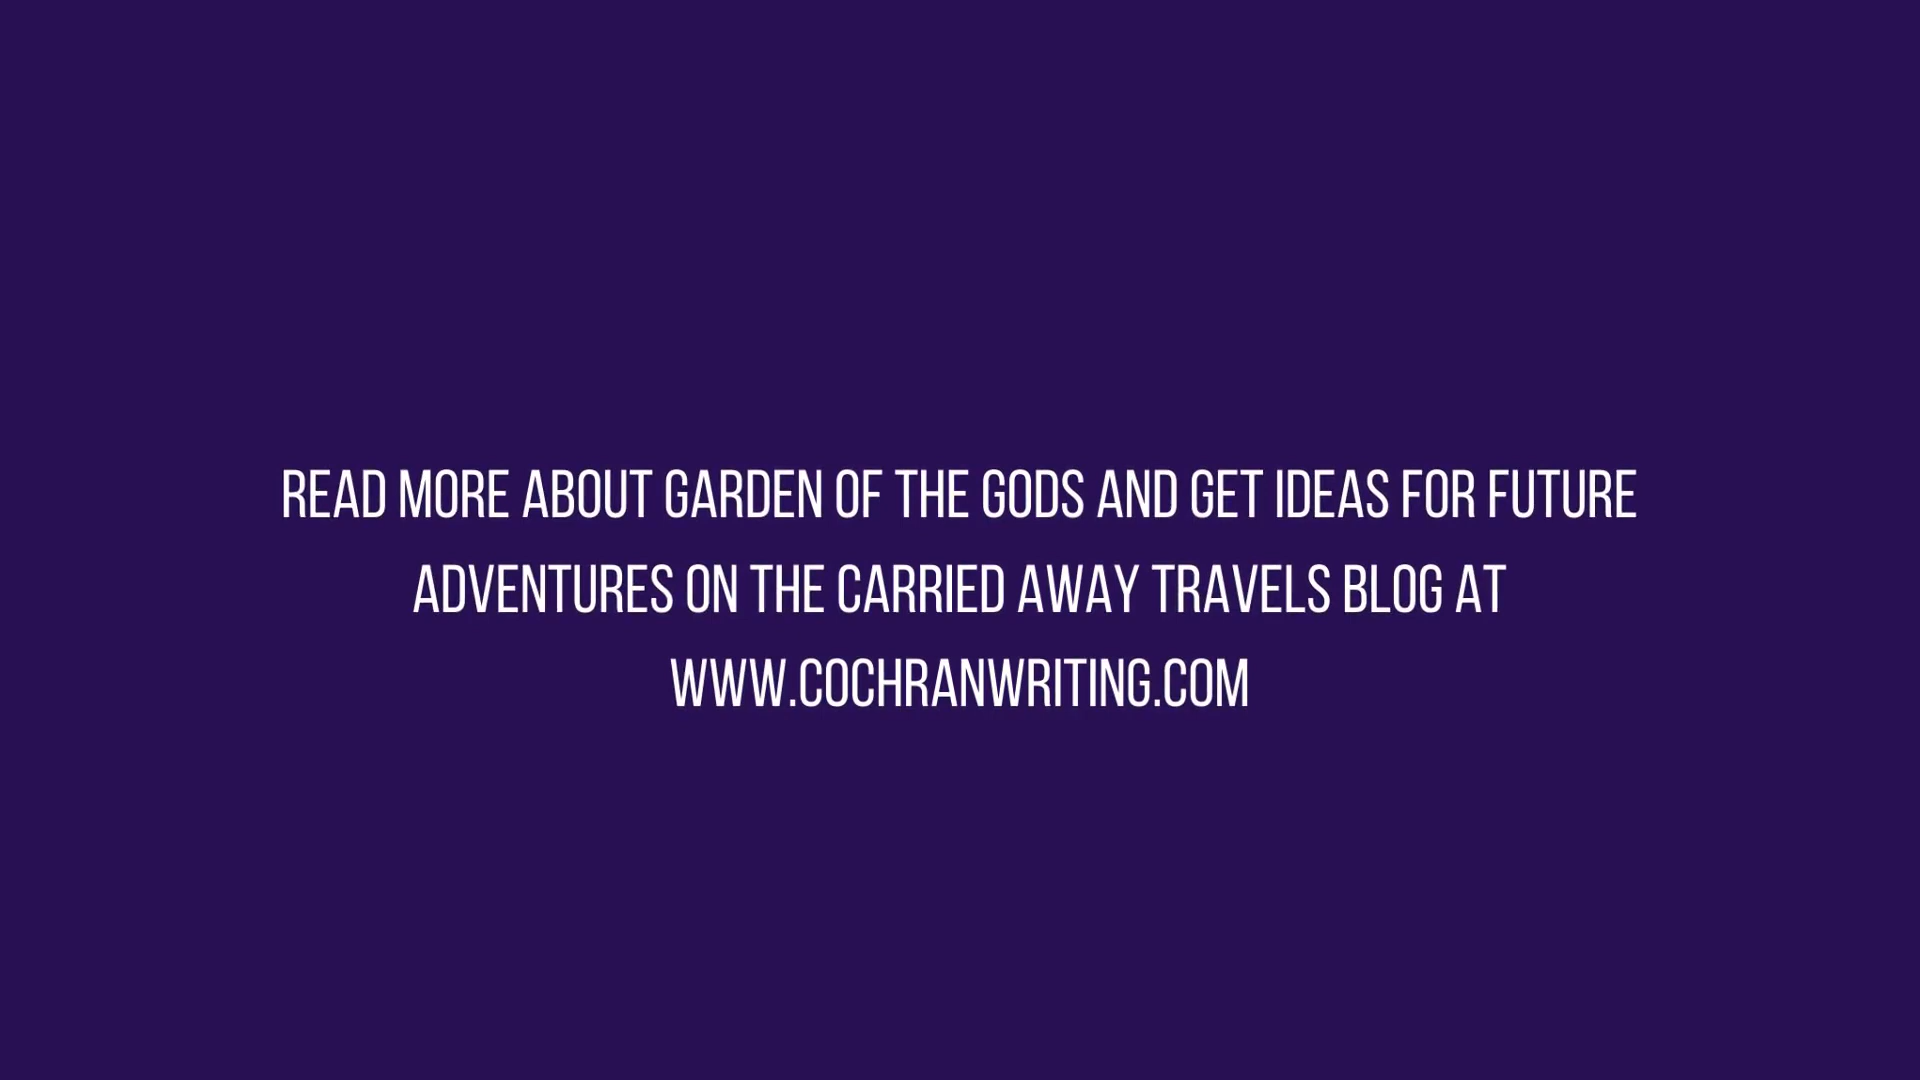 READ MORE ABOUT GARDEN OF THE GODS AND GET IDEAS FOR FUTURE
ADVENTURES ON THE CARRIED AWAY TRAVELS BLOG AT
WWW.COCHRANWRITING.COM